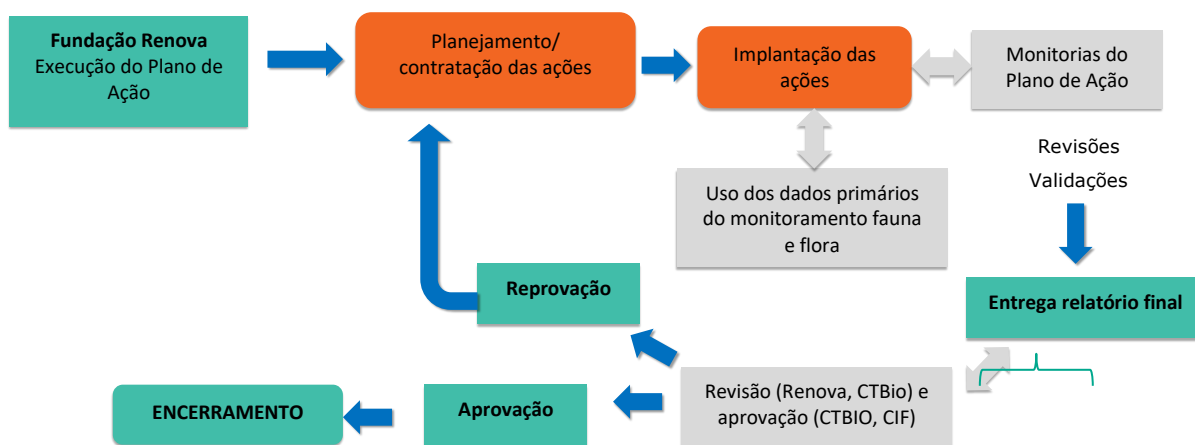 Fundação Renova
Execução do Plano de
Ação
Planejamento/
contratação das ações
Implantação das
ações
Monitorias do
Plano de Ação
Revisões
Validações
Uso dos dados primários
do monitoramento fauna
e flora
Reprovação
Entrega relatório final
Revisão (Renova, CTBio) e
aprovação (CTBIO, CIF)
Aprovação
ENCERRAMENTO